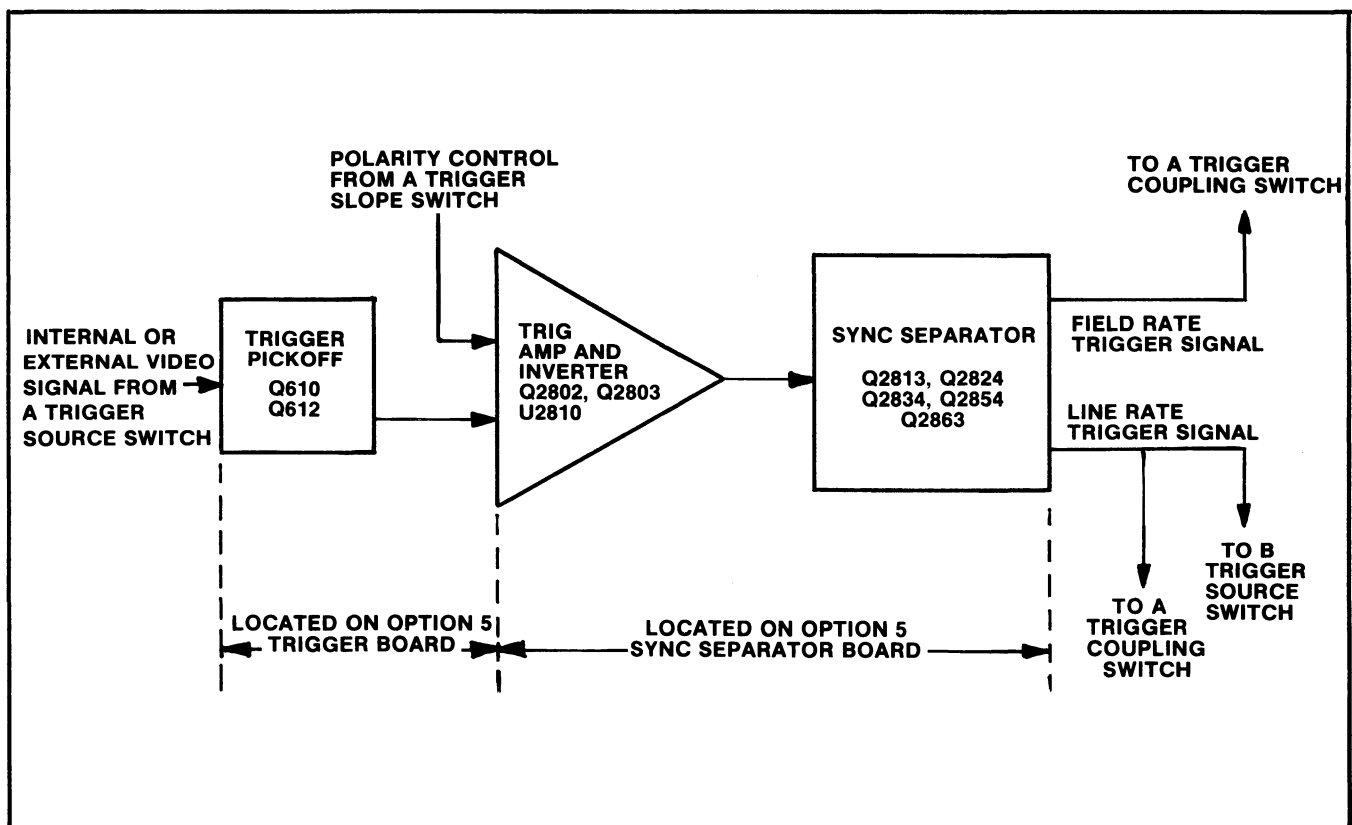 POLARITY CONTROL
FROM A TRIGGER
SLOPE SWITCH
TO A TRIGGER
COUPLING SWITCH
INTERNAL OR
EXTERNAL VIDEO
SIGNAL FROM
A TRIGGER
SOURCE SWITCH
TRIGGER
PICKOFF
Q610
Q612
TRIG
AMP AND
INVERTER
Q2802, Q2803
U2810
SYNC SEPARATOR
Q2813, Q2824
Q2834, Q2854
Q2863
FIELD RATE
TRIGGER SIGNAL
LINE RATE
TRIGGER SIGNAL
TO A
TRIGGER
COUPLING
SWITCH
TO B
TRIGGER
SOURCE
SWITCH
LOCATED ON OPTION 5
TRIGGER BOARD
LOCATED ON OPTION 5
SYNC SEPARATOR BOARD